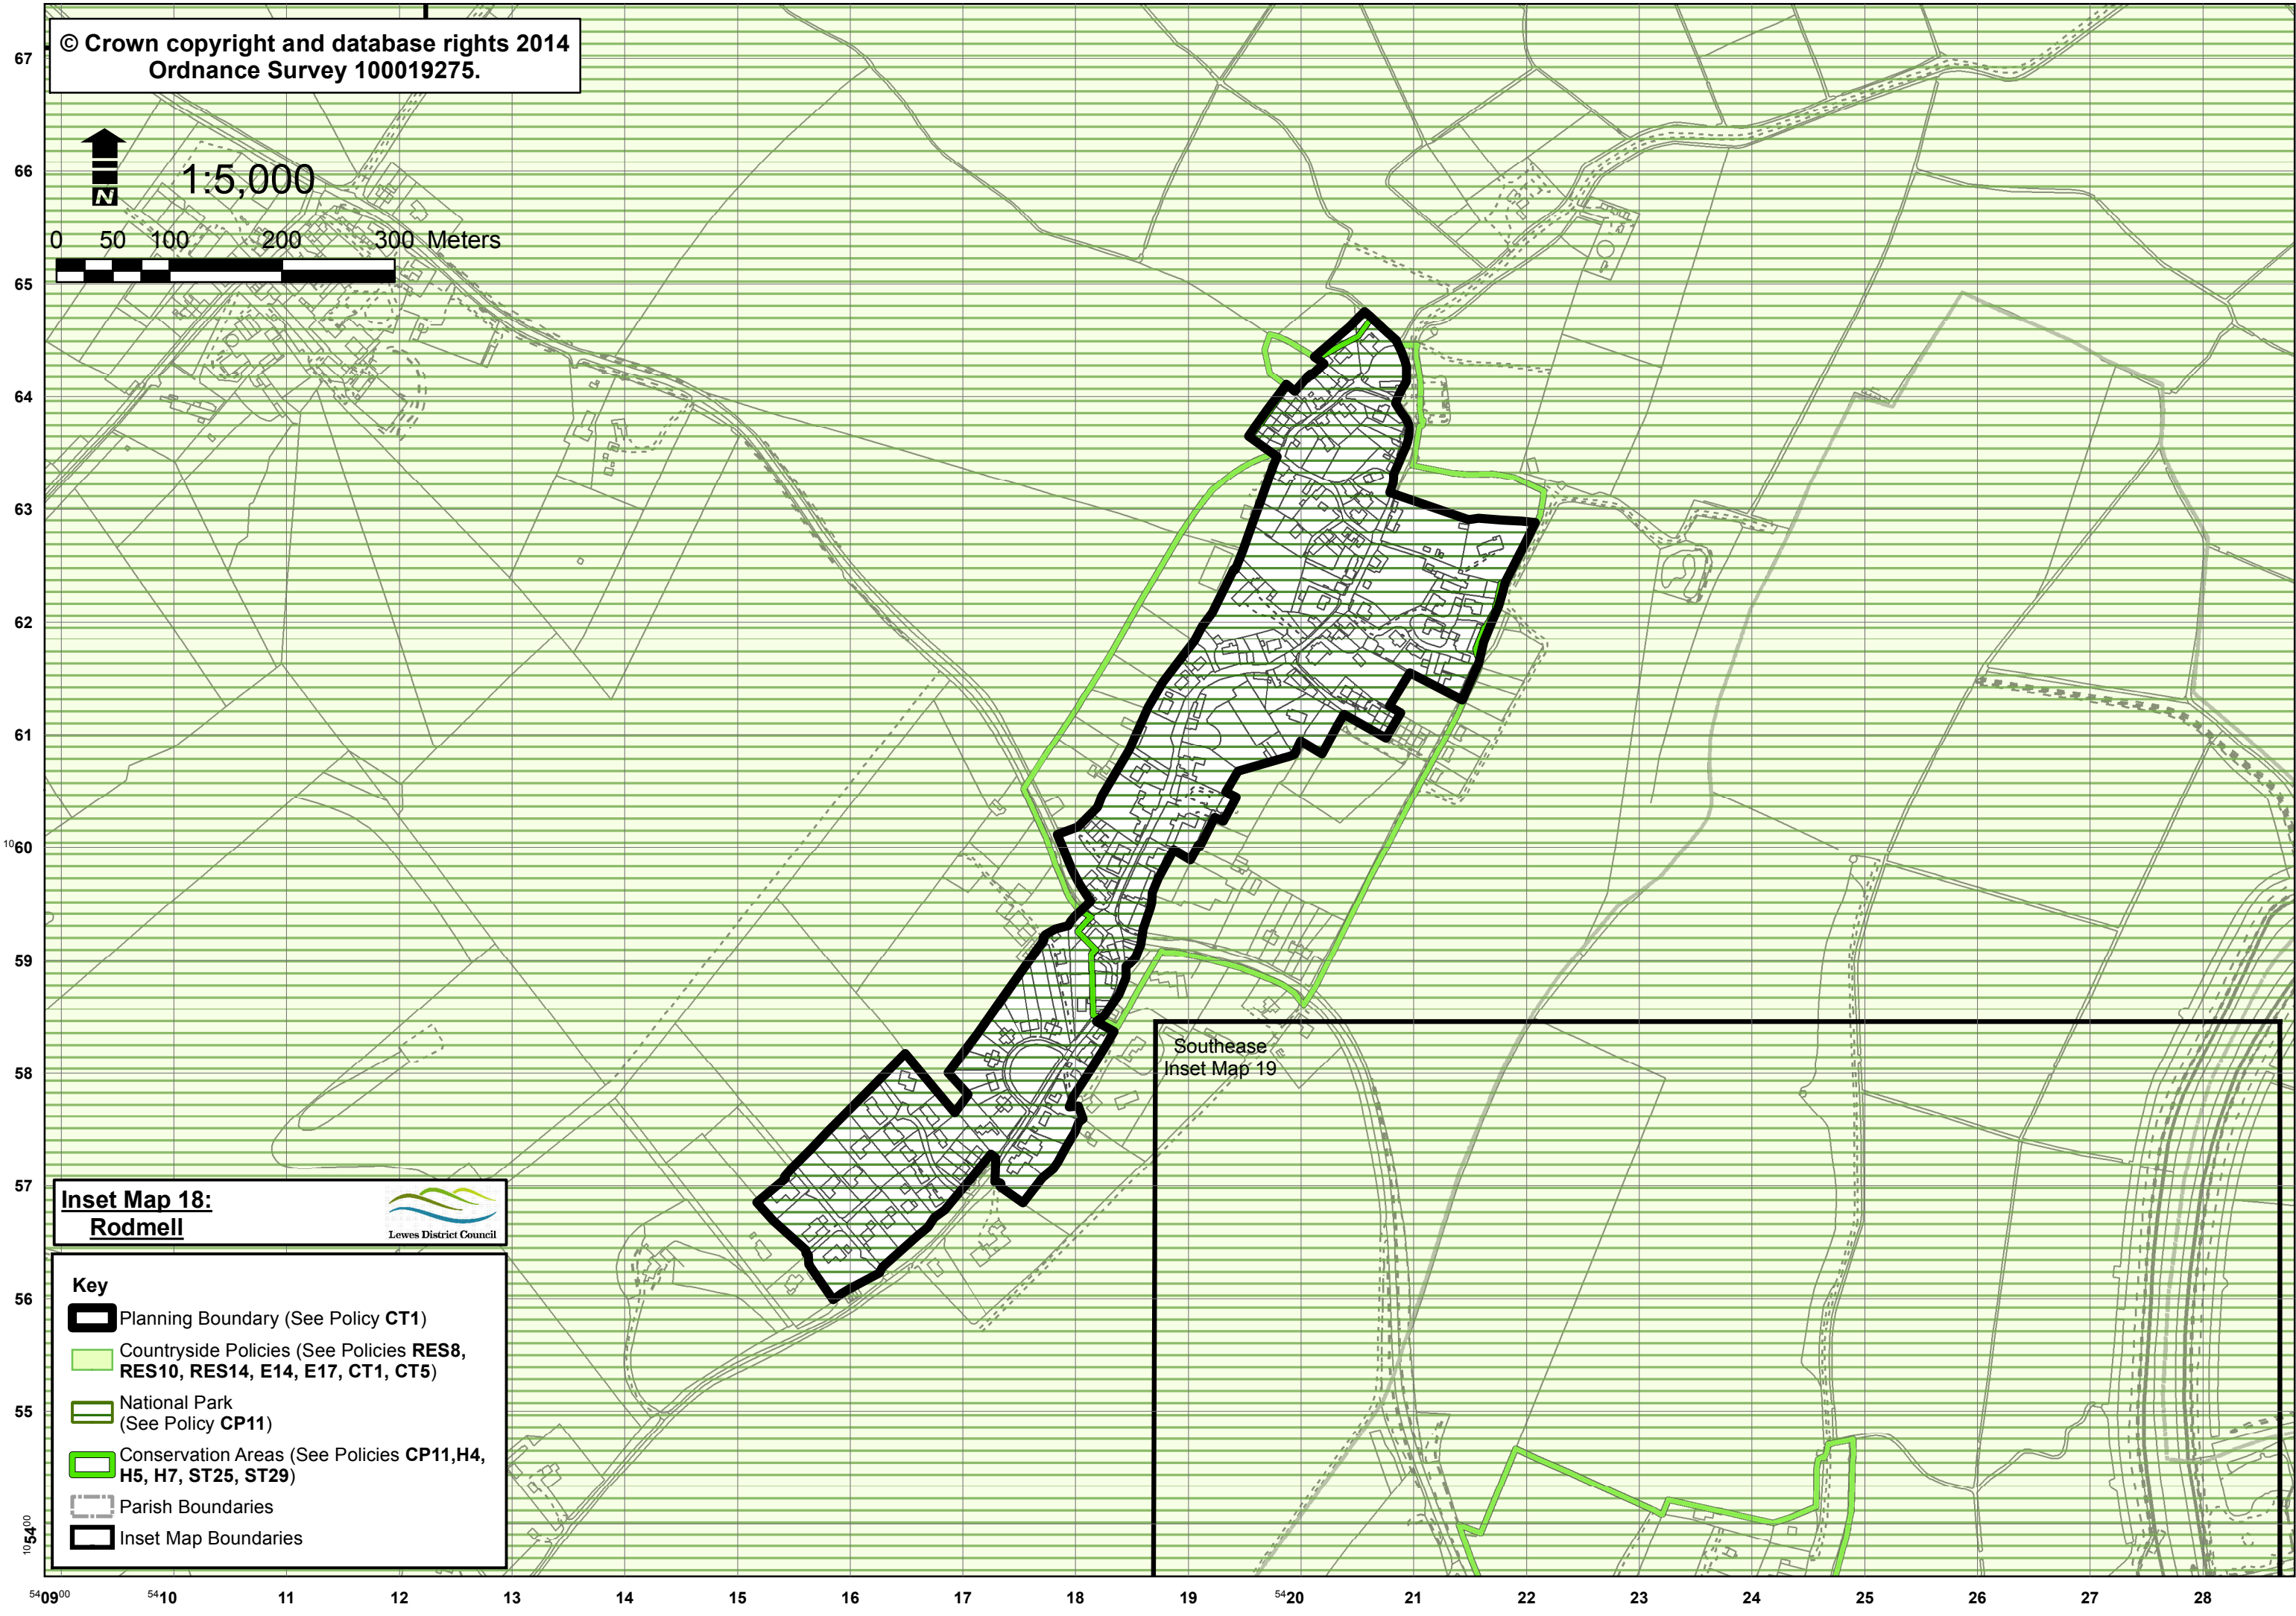 © Crown copyright and database rights 2014
Ordnance Survey 100019275.
N
1:5,000
0 50 100 200 300 Meters
67
66
65
64
63
62
61
1060
59
58
57
56
55
105400
Southease
Inset Map 19
Inset Map 18:
Rodmell
Lewes District Council
Key
Planning Boundary (See Policy CT1)
Countryside Policies (See Policies RES8,
RES10, RES14, E14, E17, CT1, CT5)
National Park
(See Policy CP11)
Conservation Areas (See Policies CP11,H4,
H5, H7, ST25, ST29)
Parish Boundaries
Inset Map Boundaries
540900 5410 11 12 13 14 15 16 17 18 19 5420 21 22 23 24 25 26 27 28